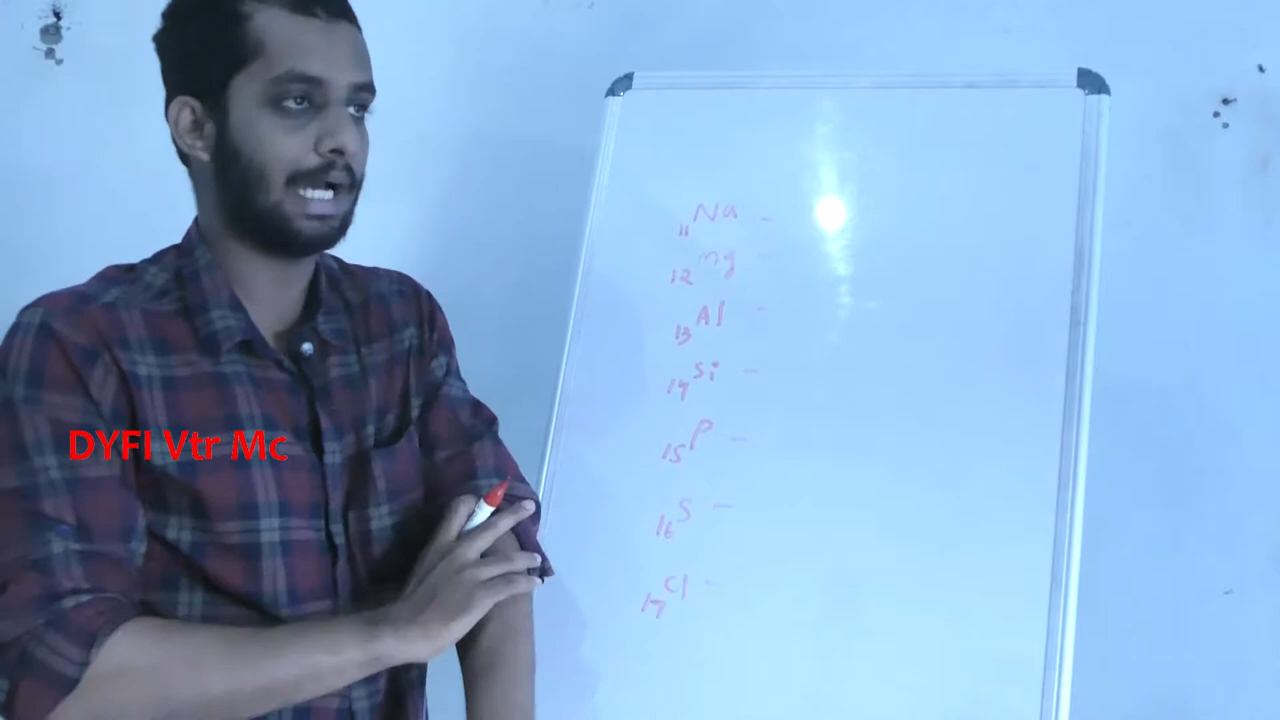 11Na -
12Mg -
13Al -
14Si -
15P -
16S -
17Cl -
DYFI Vtr Mc